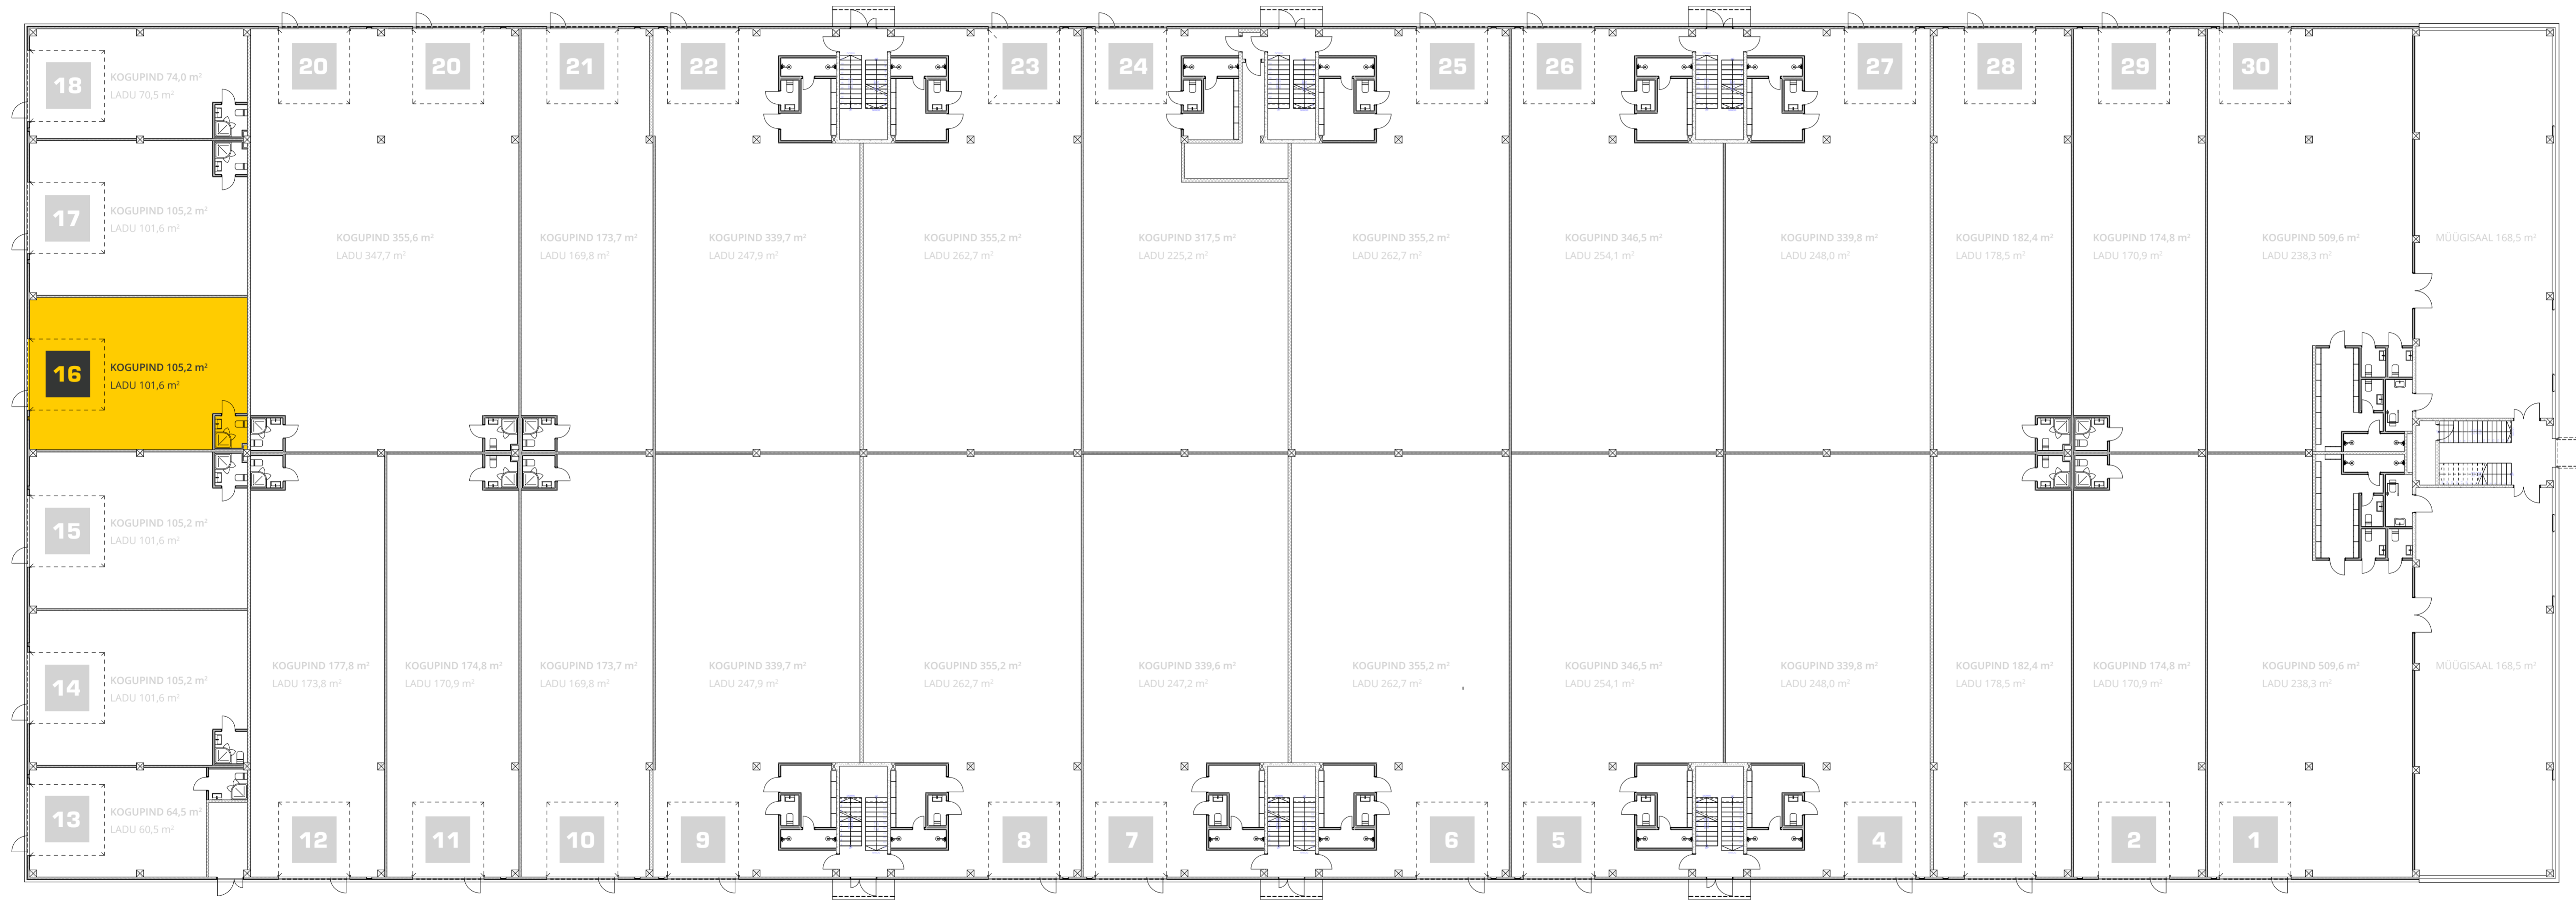 18
KOGUPIND 74,0 m²
LADU 70,5 m²
20
20
21
22
23
24
25
26
27
28
29
30
17
KOGUPIND 105,2 m²
LADU 101,6 m²
KOGUPIND 355,6 m²
LADU 347,7 m²
KOGUPIND 173,7 m²
LADU 169,8 m²
KOGUPIND 339,7 m²
LADU 247,9 m²
KOGUPIND 355,2 m²
LADU 262,7 m²
KOGUPIND 317,5 m²
LADU 225,2 m²
KOGUPIND 355,2 m²
LADU 262,7 m²
KOGUPIND 346,5 m²
LADU 254,1 m²
KOGUPIND 339,8 m²
LADU 248,0 m²
KOGUPIND 182,4 m²
LADU 178,5 m²
KOGUPIND 174,8 m²
LADU 170,9 m²
KOGUPIND 509,6 m²
LADU 238,3 m²
MÜÜGISAAL 168,5 m²
16
KOGUPIND 105,2 m²
LADU 101,6 m²
15
KOGUPIND 105,2 m²
LADU 101,6 m²
14
KOGUPIND 105,2 m²
LADU 101,6 m²
KOGUPIND 177,8 m²
LADU 173,8 m²
KOGUPIND 174,8 m²
LADU 170,9 m²
KOGUPIND 173,7 m²
LADU 169,8 m²
KOGUPIND 339,7 m²
LADU 247,9 m²
KOGUPIND 355,2 m²
LADU 262,7 m²
KOGUPIND 339,6 m²
LADU 247,2 m²
KOGUPIND 355,2 m²
LADU 262,7 m²
KOGUPIND 346,5 m²
LADU 254,1 m²
KOGUPIND 339,8 m²
LADU 248,0 m²
KOGUPIND 182,4 m²
LADU 178,5 m²
KOGUPIND 174,8 m²
LADU 170,9 m²
KOGUPIND 509,6 m²
LADU 238,3 m²
MÜÜGISAAL 168,5 m²
13
KOGUPIND 64,5 m²
LADU 60,5 m²
12
11
10
9
8
7
6
5
4
3
2
1